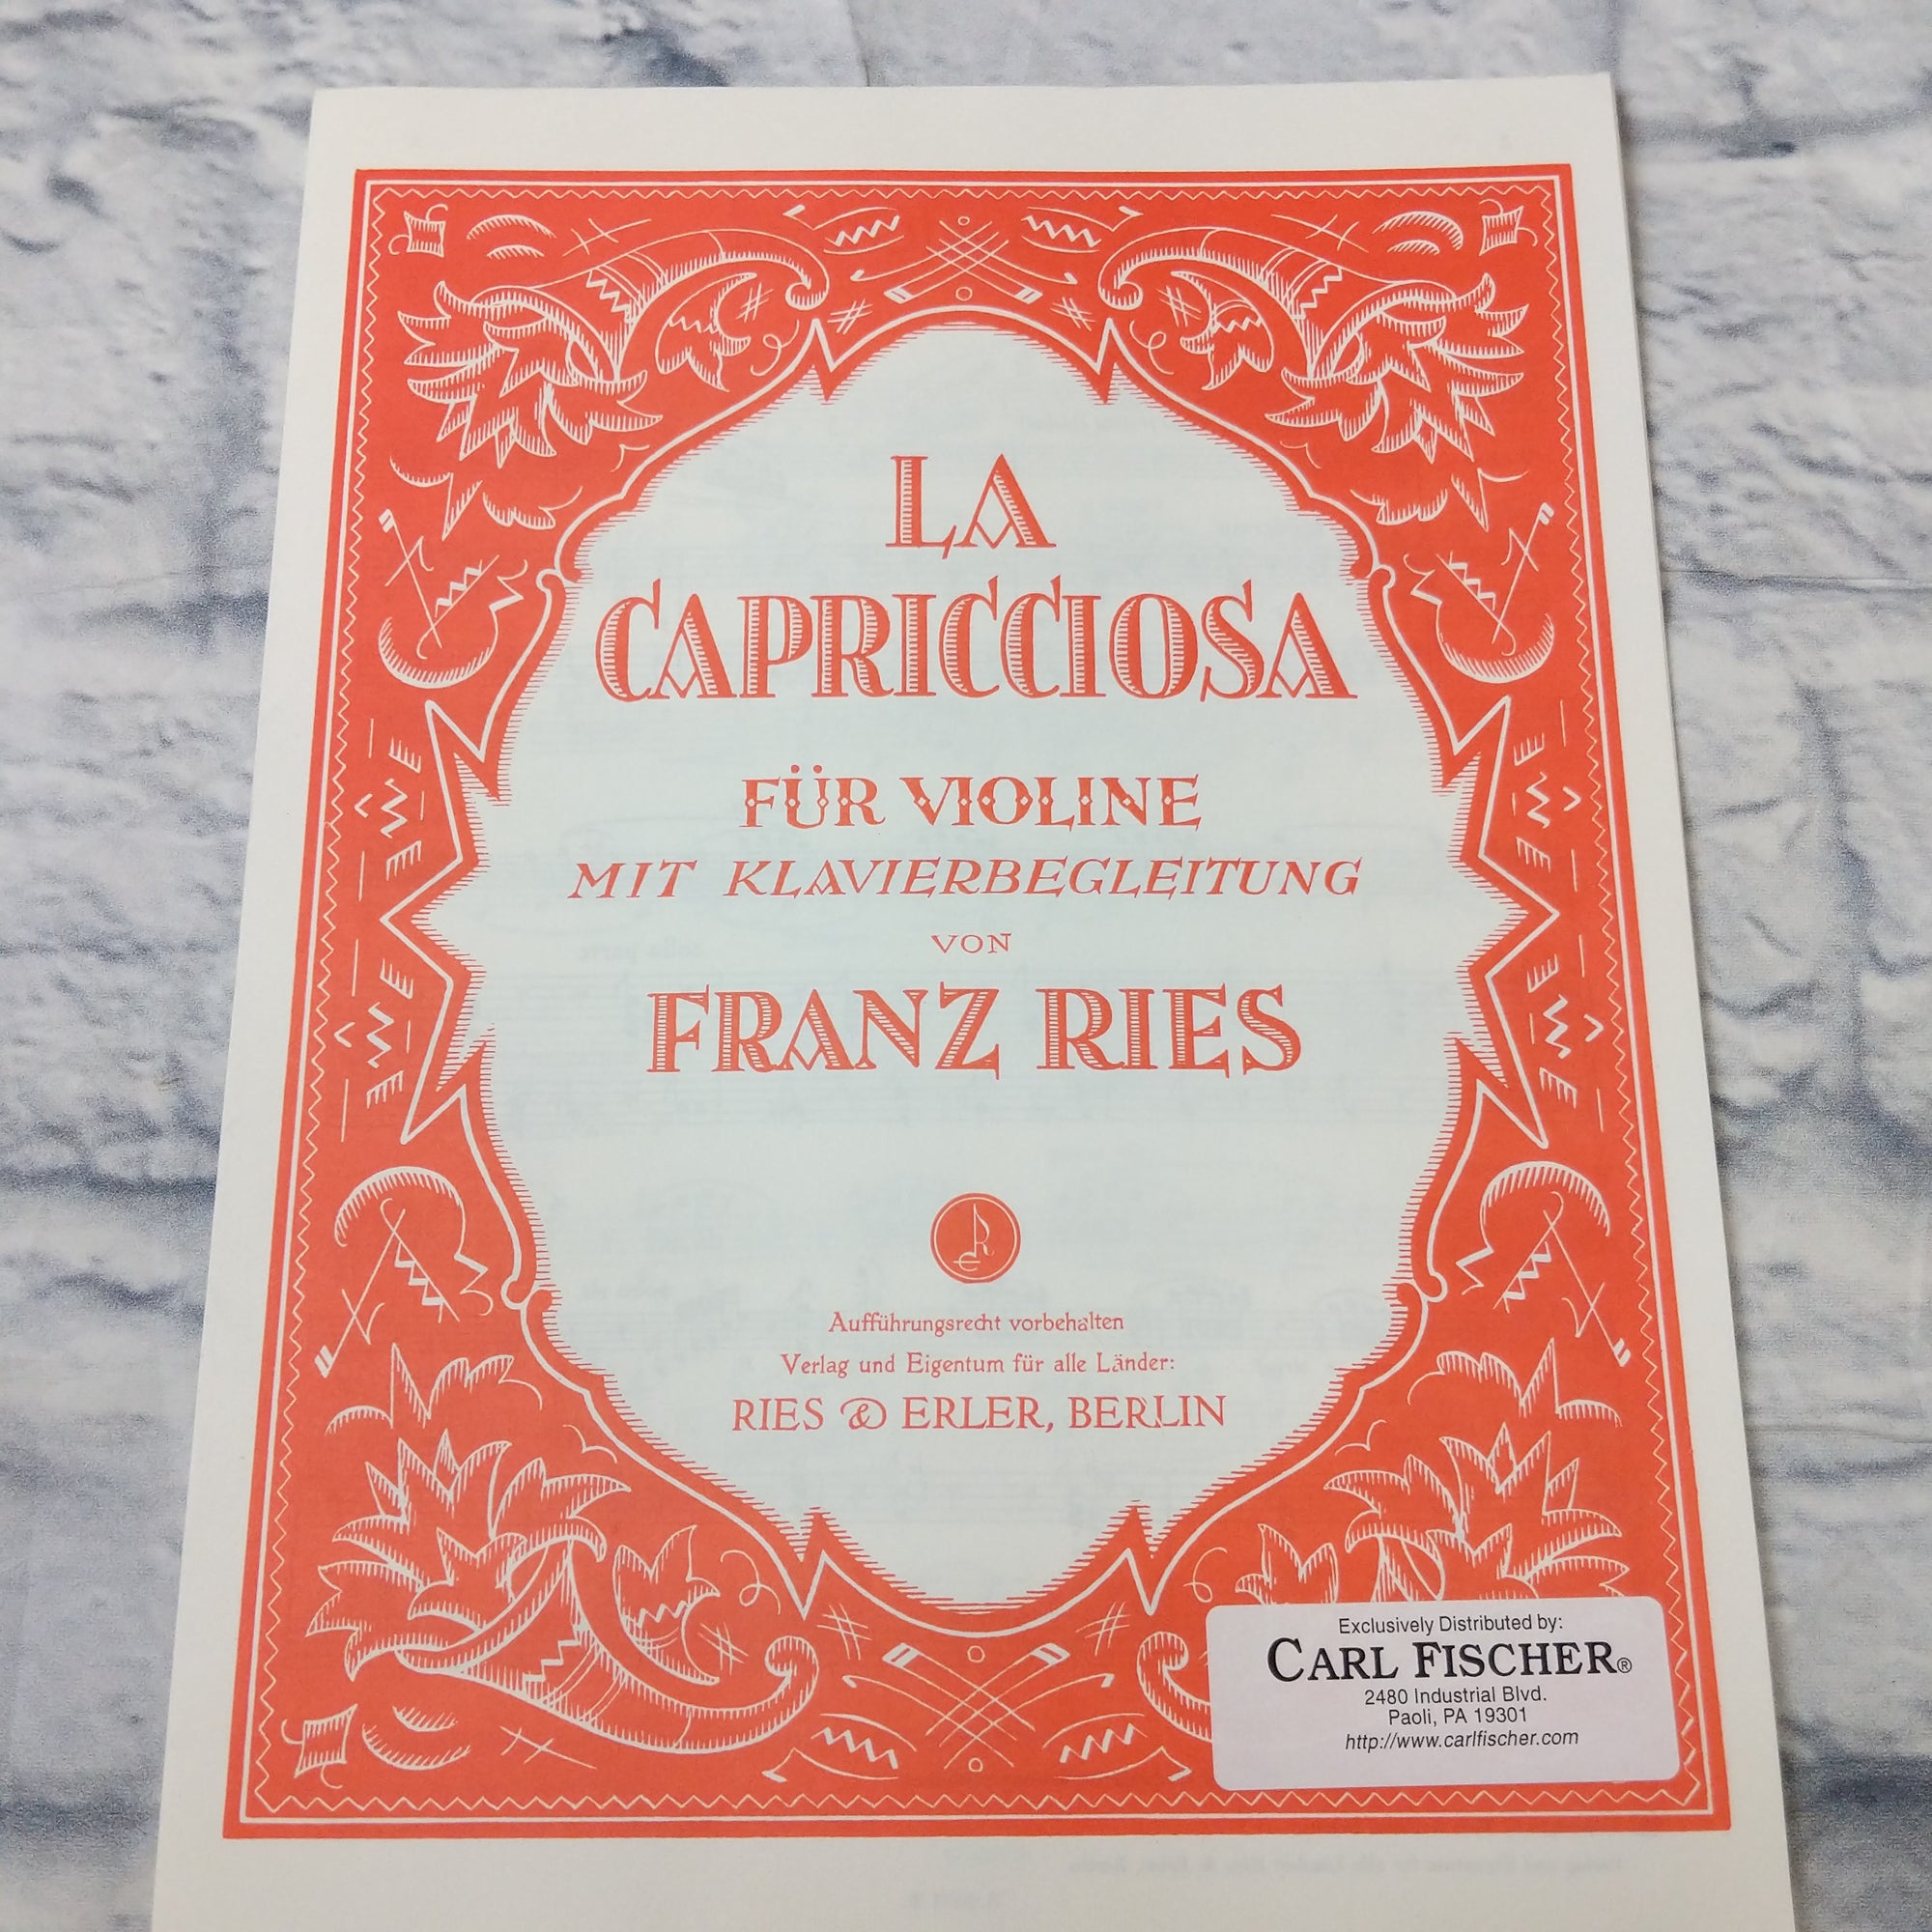 LA
CAPRICCIOSA
FÜR VIOLINE
MIT KLAVIERBEGLEITUNG
VON
FRANZ RIES
Aufführungsrecht vorbehalten
Verlag und Eigentum für alle Länder:
RIES & ERLER, BERLIN
Exclusively Distributed by:
CARL FISCHER®
2480 Industrial Blvd.
Paoli, PA 19301
http://www.carlfischer.com